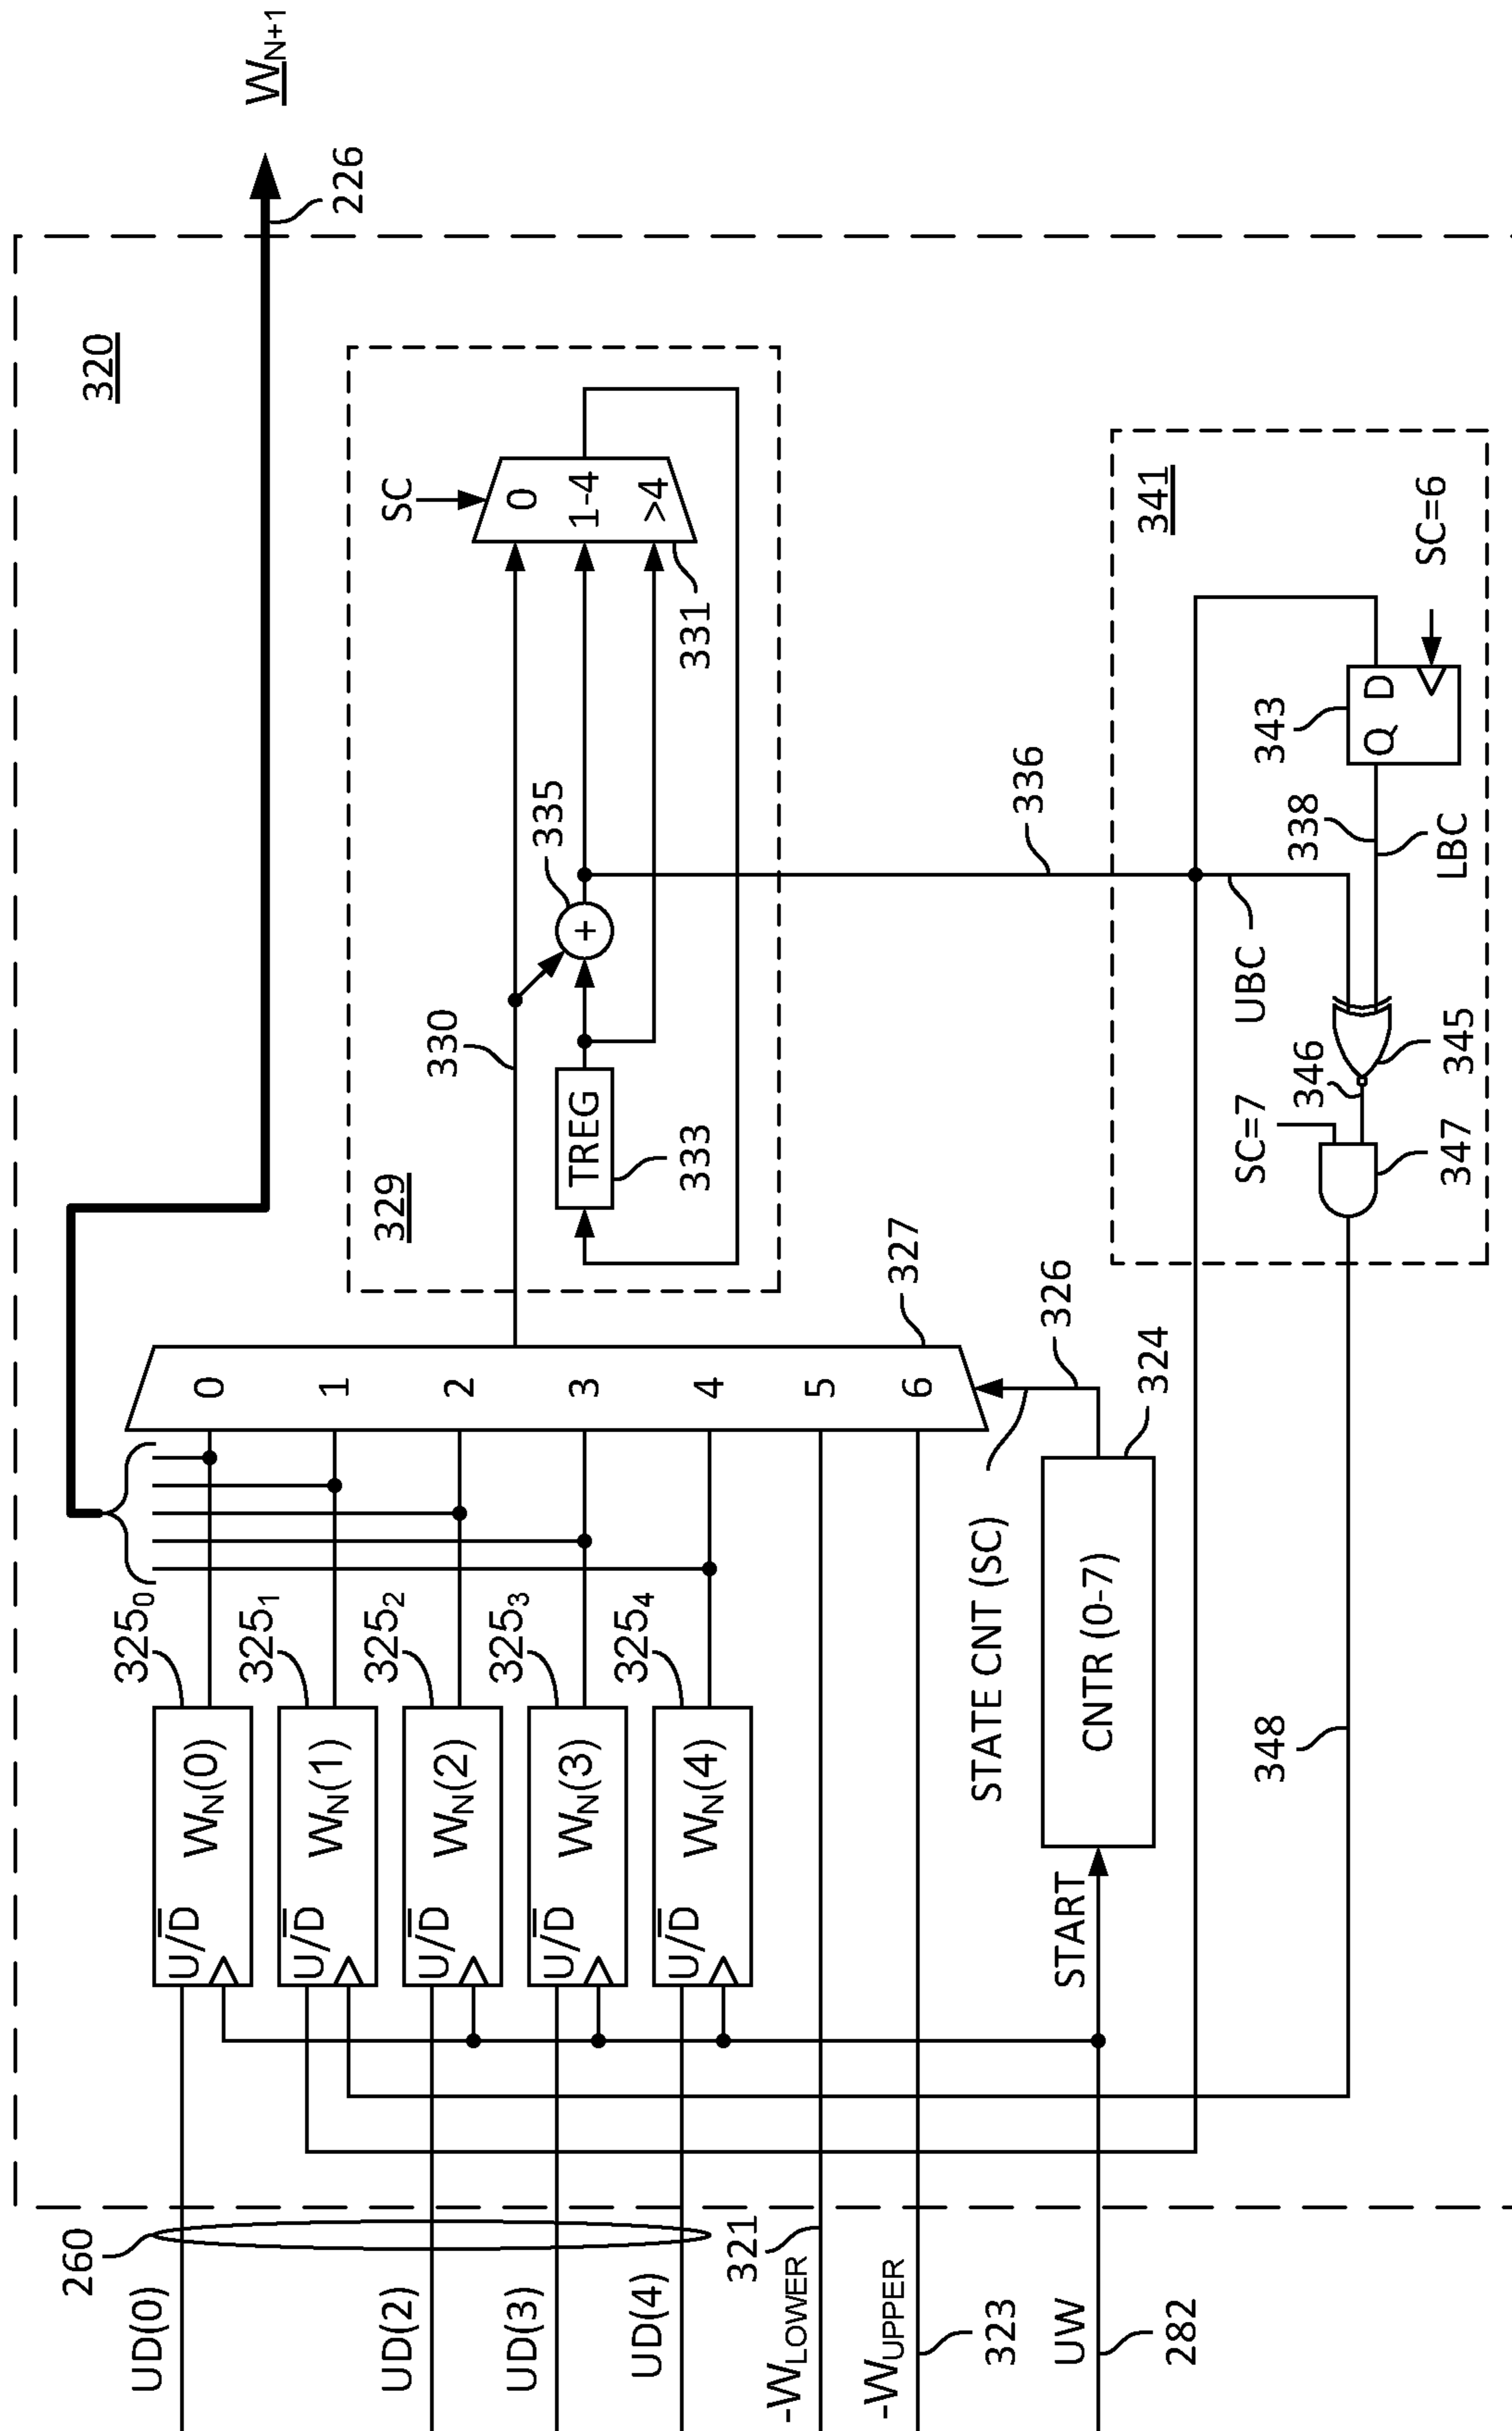 320
W_N+1
226
325_0
325_1
325_2
325_3
325_4
U/D̅ W_N(0)
U/D̅ W_N(1)
U/D̅ W_N(2)
U/D̅ W_N(3)
U/D̅ W_N(4)
0
1
2
3
4
5
6
327
329
330
TREG
333
+
335
SC
0
1-4
>4
331
336
260
UD(0)
UD(2)
UD(3)
UD(4)
321
-W_LOWER
-W_UPPER
323
UW
282
START
CNTR (0-7)
324
326
STATE CNT (SC)
341
SC=6
343
Q D
338
LBC
UBC
345
346
SC=7
347
348